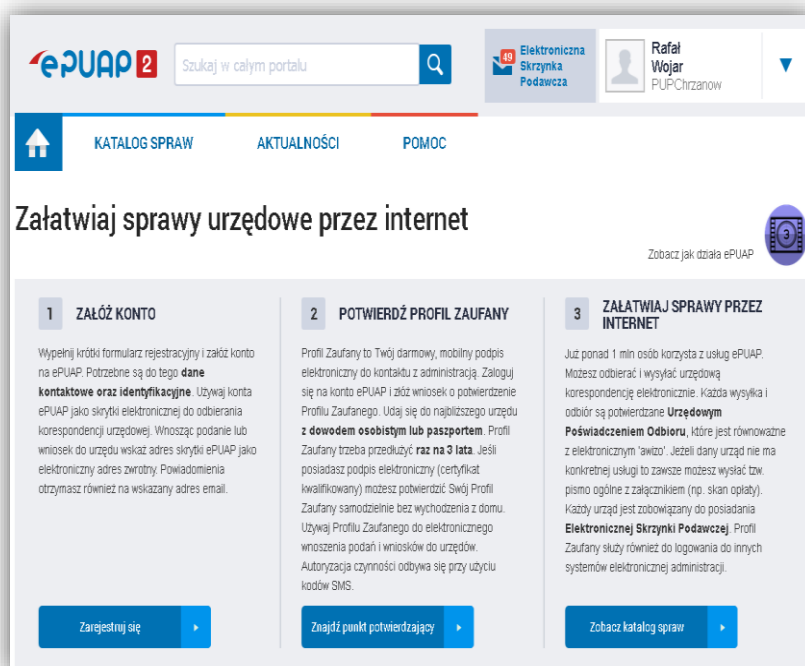 ePUAP 2
Szukaj w całym portalu
49
Elektroniczna
Skrzynka
Podawcza
Rafał
Wojar
PUPChrzanow
KATALOG SPRAW
AKTUALNOŚCI
POMOC
Załatwiaj sprawy urzędowe przez internet
Zobacz jak działa ePUAP
3
1 ZAŁÓŻ KONTO
Wypełnij krótki formularz rejestracyjny i załóż konto
na ePUAP. Potrzebne są do tego dane
kontaktowe oraz identyfikacyjne. Używaj konta
ePUAP jako skrytki elektronicznej do odbierania
korespondencji urzędowej. Wnosząc podanie lub
wniosek do urzędu wskaż adres skrytki ePUAP jako
elektroniczny adres zwrotny. Powiadomienia
otrzymasz również na wskazany adres email.
Zarejestruj się
2 POTWIERDŹ PROFIL ZAUFANY
Profil Zaufany to Twój darmowy, mobilny podpis
elektroniczny do kontaktu z administracją. Zaloguj
się na konto ePUAP i złóż wniosek o potwierdzenie
Profilu Zaufanego. Udaj się do najbliższego urzędu
z dowodem osobistym lub paszportem. Profil
Zaufany trzeba przedłużyć raz na 3 lata. Jeśli
posiadasz podpis elektroniczny (certyfikat
kwalifikowany) możesz potwierdzić Swój Profil
Zaufany samodzielnie bez wychodzenia z domu.
Używaj Profilu Zaufanego do elektronicznego
wnoszenia podań i wniosków do urzędów.
Autoryzacja czynności odbywa się przy użyciu
kodów SMS.
Znajdź punkt potwierdzający
3 ZAŁATWIAJ SPRAWY PRZEZ
INTERNET
Już ponad 1 mln osób korzysta z usług ePUAP.
Możesz odbierać i wysyłać urzędową
korespondencję elektronicznie. Każda wysyłka i
odbiór są potwierdzane Urzędowym
Poświadczeniem Odbioru, które jest równoważne
z elektronicznym 'awizo'. Jeżeli dany urząd nie ma
konkretnej usługi to zawsze możesz wysłać tzw.
pismo ogólne z załącznikiem (np. skan opłaty).
Każdy urząd jest zobowiązany do posiadania
Elektronicznej Skrzynki Podawczej. Profil
Zaufany służy również do logowania do innych
systemów elektronicznej administracji.
Zobacz katalog spraw